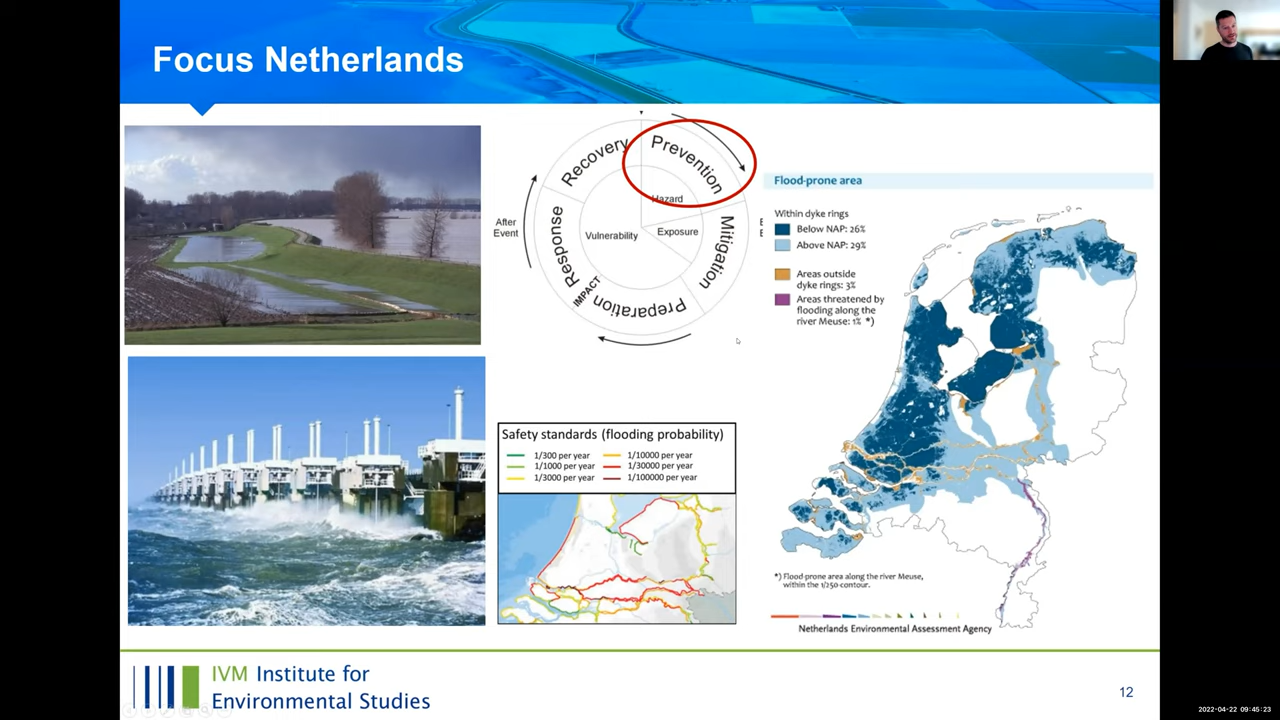 Focus Netherlands
Recovery
Prevention
Hazard
After
Event
Response
Vulnerability
Exposure
Mitigation
IMPACT
Preparation
Flood-prone area
Within dyke rings
Below NAP: 26%
Above NAP: 29%
Areas outside
dyke rings: 3%
Areas threatened by
flooding along the
river Meuse: 1% *)
Safety standards (flooding probability)
1/300 per year
1/10000 per year
1/1000 per year
1/30000 per year
1/3000 per year
1/100000 per year
*) Flood-prone area along the river Meuse,
within the 1/250 contour.
Netherlands Environmental Assessment Agency
IVM Institute for
Environmental Studies
12
2022-04-22 09:45:23